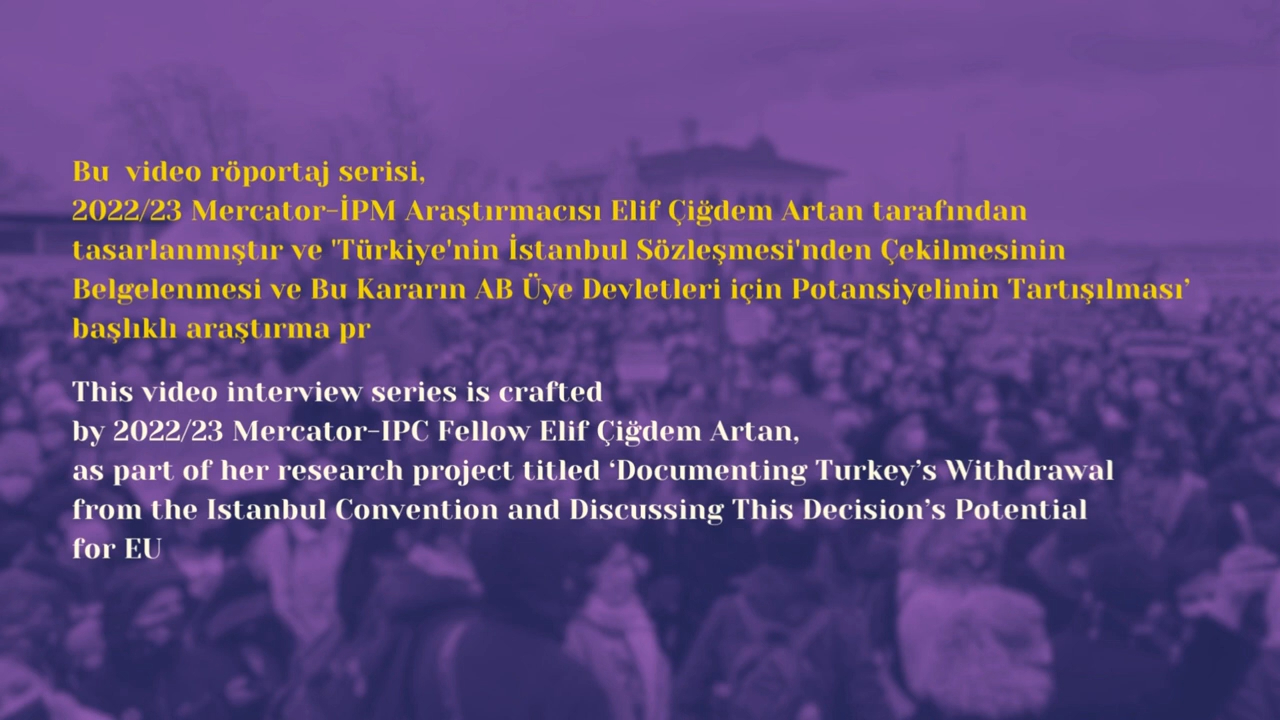 Bu  video röportaj serisi,
2022/23 Mercator-İPM Araştırmacısı Elif Çiğdem Artan tarafından
tasarlanmıştır ve 'Türkiye'nin İstanbul Sözleşmesi'nden Çekilmesinin
Belgelenmesi ve Bu Kararın AB Üye Devletleri için Potansiyelinin Tartışılması’
başlıklı araştırma pr
This video interview series is crafted
by 2022/23 Mercator-IPC Fellow Elif Çiğdem Artan,
as part of her research project titled ‘Documenting Turkey’s Withdrawal
from the Istanbul Convention and Discussing This Decision’s Potential
for EU